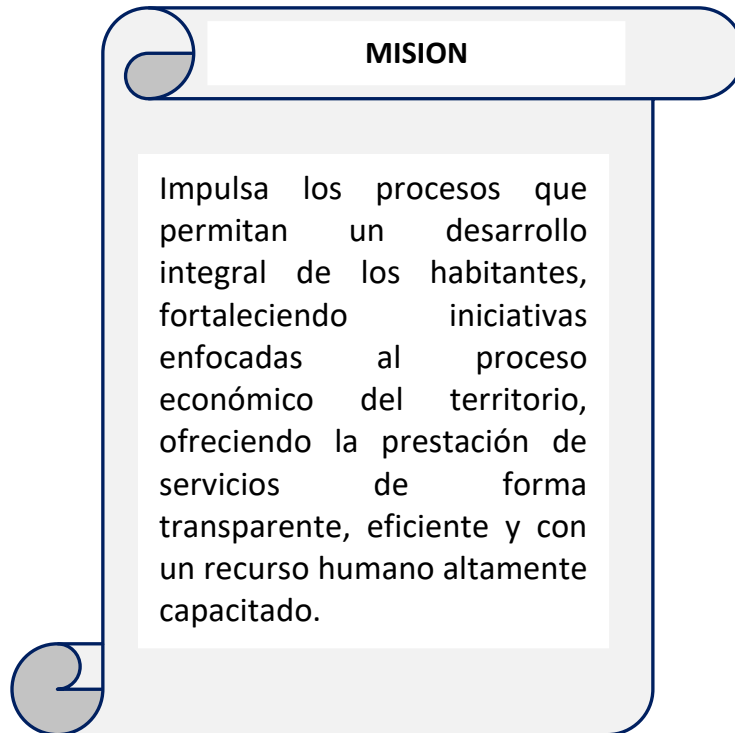 MISION
Impulsa los procesos que
permitan un desarrollo
integral de los habitantes,
fortaleciendo iniciativas
enfocadas al proceso
económico del territorio,
ofreciendo la prestación de
servicios de forma
transparente, eficiente y con
un recurso humano altamente
capacitado.